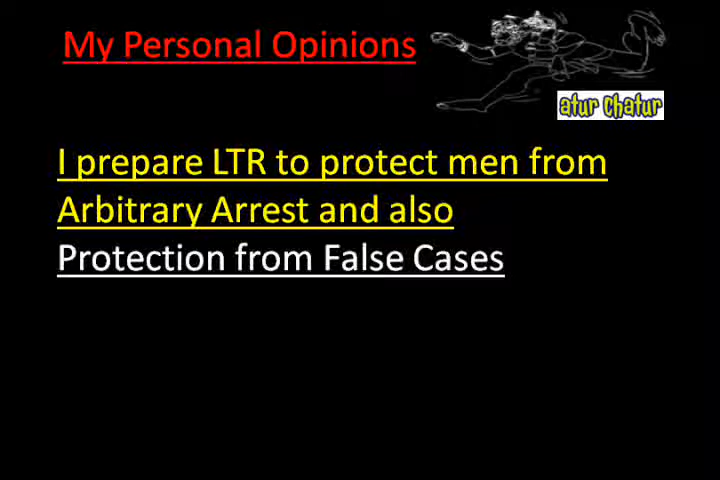 My Personal Opinions
atur chatur
I prepare LTR to protect men from
Arbitrary Arrest and also
Protection from False Cases